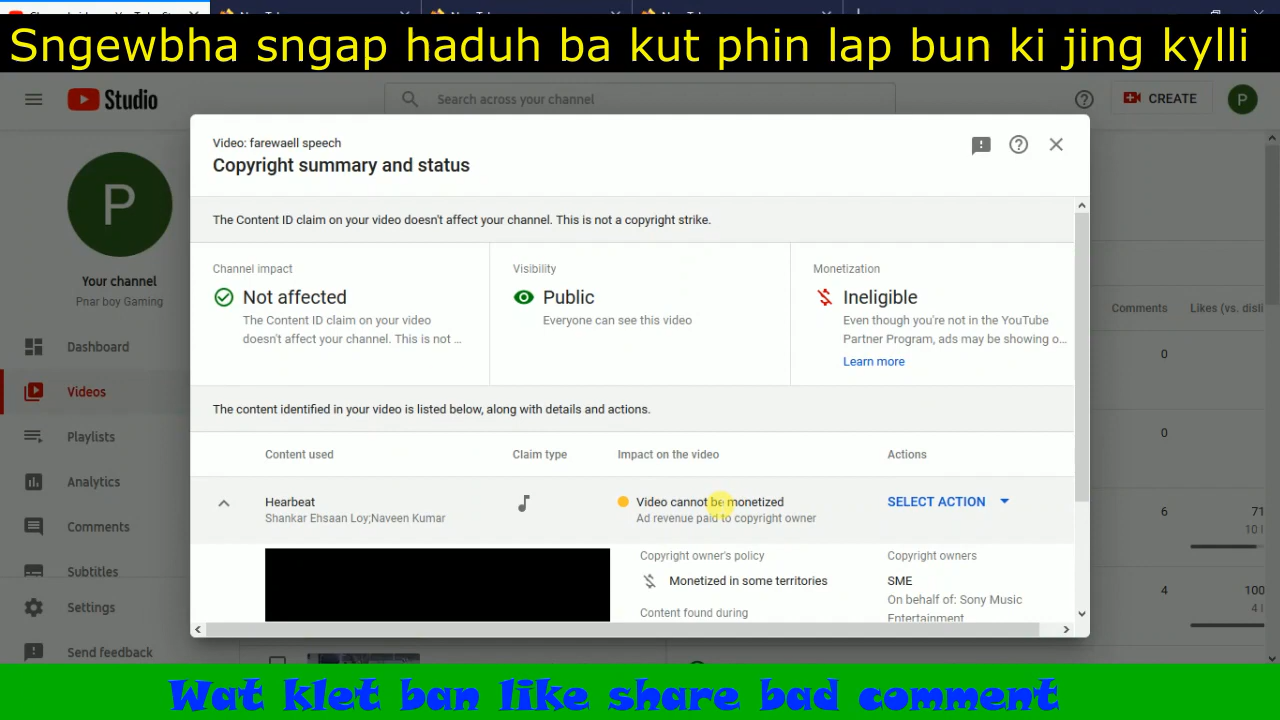 Sngewbha sngap haduh ba kut phin lap bun ki jing kylli
Studio
Search across your channel
CREATE
P
P
Your channel
Pnar boy Gaming
Dashboard
Videos
Playlists
Analytics
Comments
Subtitles
Settings
Send feedback
Video: farewaell speech
Copyright summary and status
The Content ID claim on your video doesn't affect your channel. This is not a copyright strike.
Channel impact
Not affected
The Content ID claim on your video
doesn't affect your channel. This is not ...
Visibility
Public
Everyone can see this video
Monetization
Ineligible
Even though you're not in the YouTube
Partner Program, ads may be showing o...
Learn more
The content identified in your video is listed below, along with details and actions.
Content used
Claim type
Impact on the video
Actions
Hearbeat
Shankar Ehsaan Loy;Naveen Kumar
Video cannot be monetized
Ad revenue paid to copyright owner
SELECT ACTION
Copyright owner's policy
Monetized in some territories
Content found during
Copyright owners
SME
On behalf of: Sony Music
Entertainment
Comments
Likes (vs. disli
0
0
6
71
10 l
4
100
4 l
Wat klet ban like share bad comment